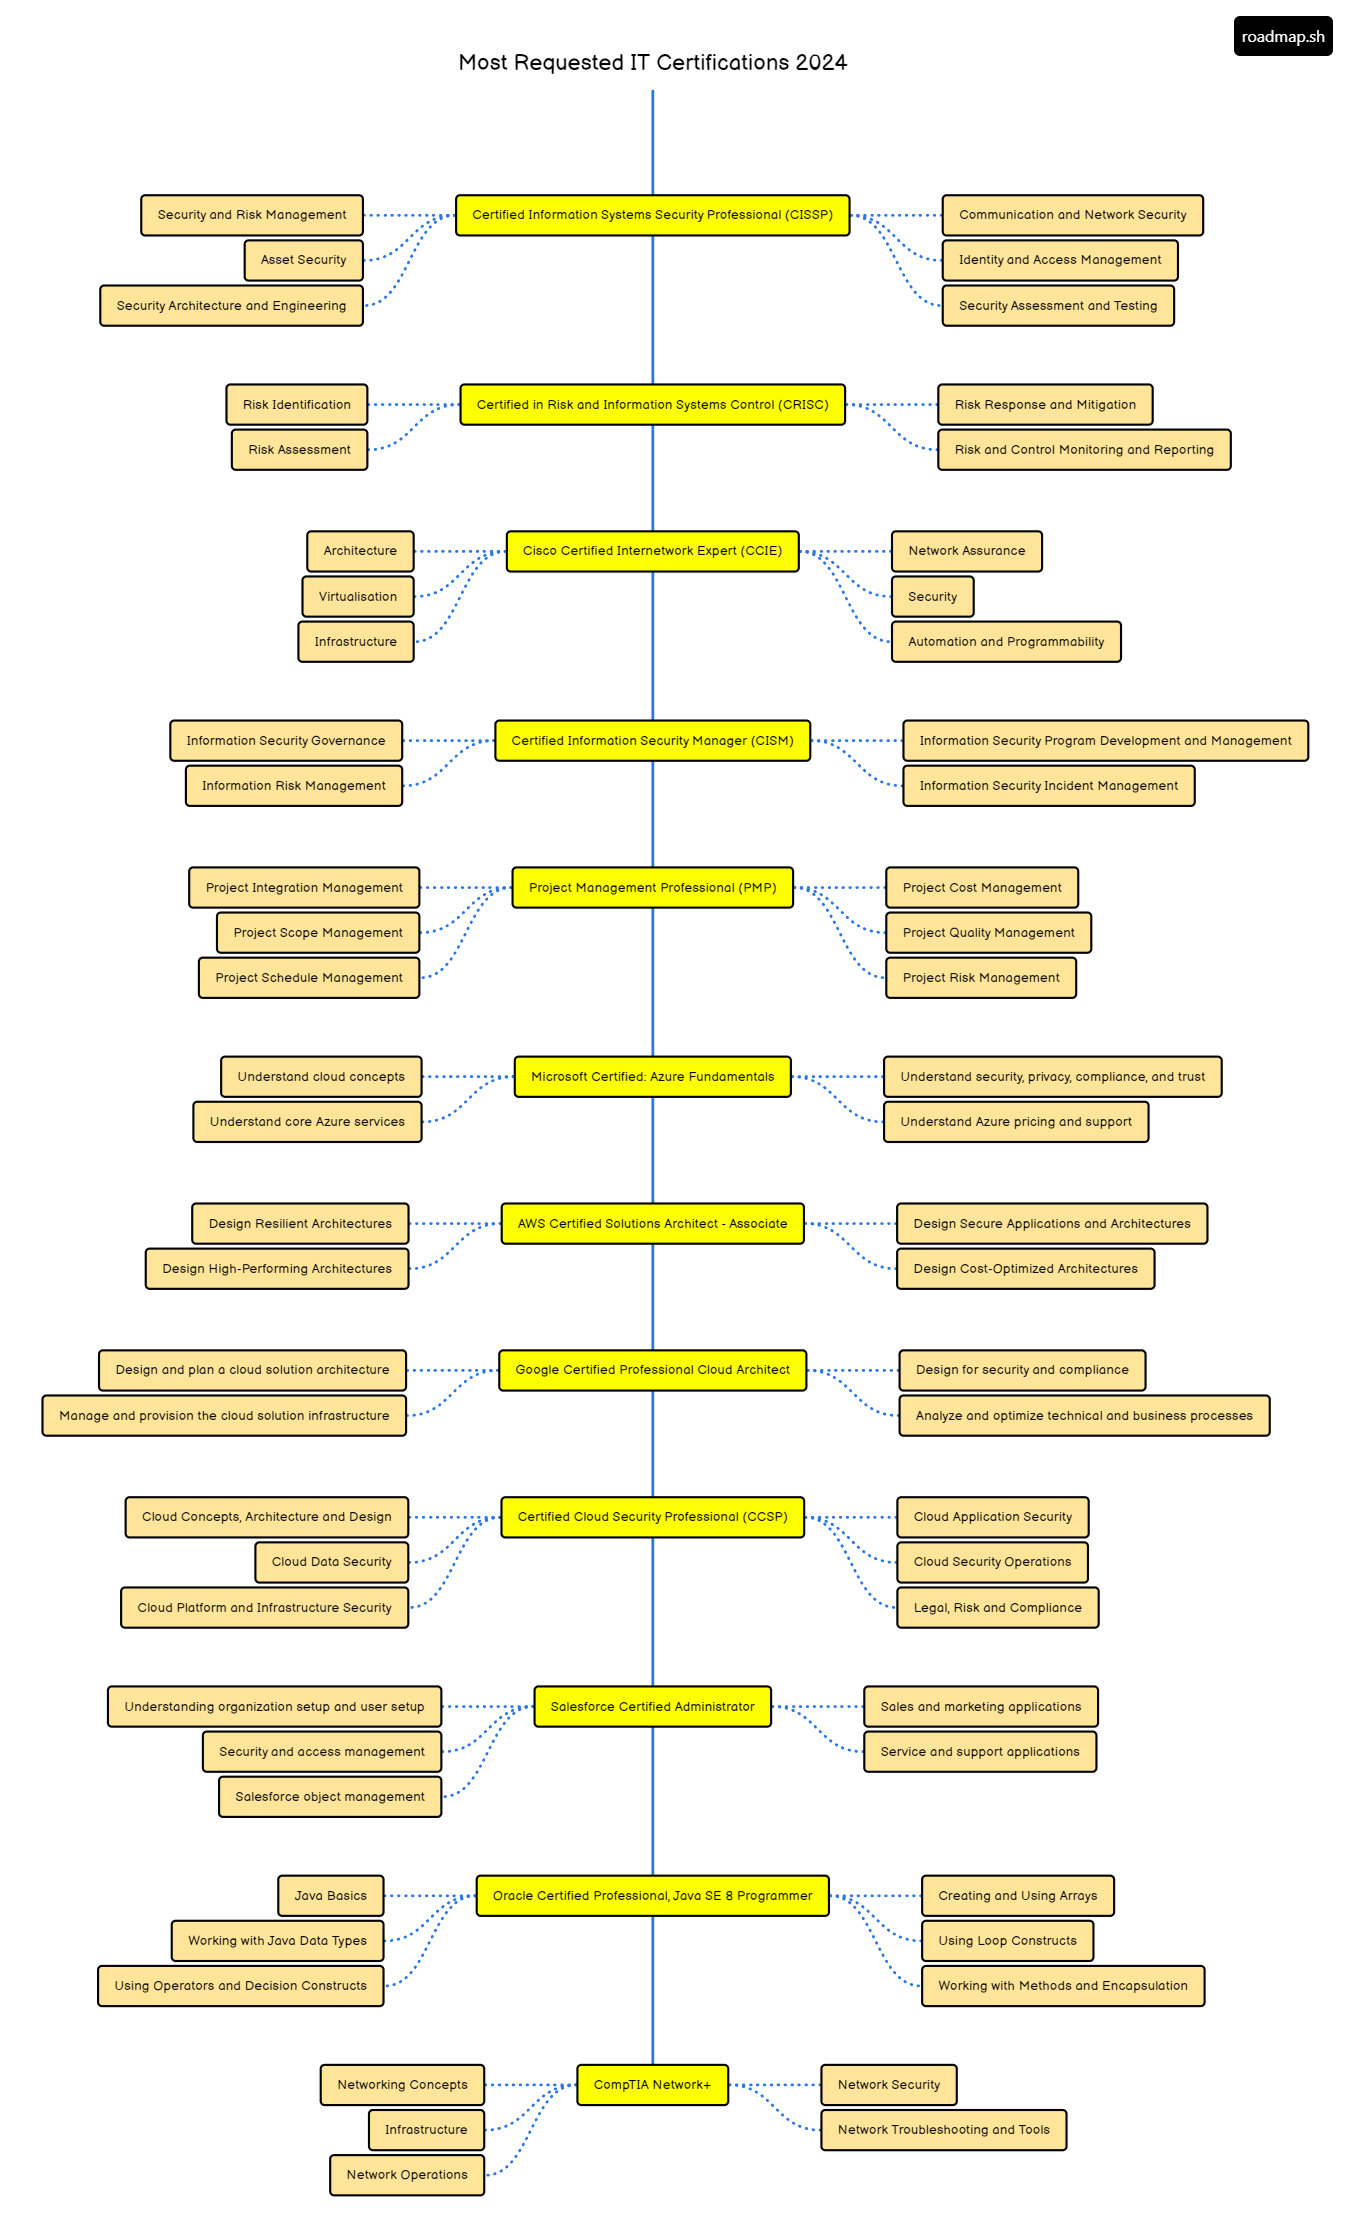 roadmap.sh
Most Requested IT Certifications 2024
Security and Risk Management
Certified Information Systems Security Professional (CISSP)
Communication and Network Security
Asset Security
Identity and Access Management
Security Architecture and Engineering
Security Assessment and Testing
Risk Identification
Certified in Risk and Information Systems Control (CRISC)
Risk Response and Mitigation
Risk Assessment
Risk and Control Monitoring and Reporting
Architecture
Cisco Certified Internetwork Expert (CCIE)
Network Assurance
Virtualisation
Security
Infrastructure
Automation and Programmability
Information Security Governance
Certified Information Security Manager (CISM)
Information Security Program Development and Management
Information Risk Management
Information Security Incident Management
Project Integration Management
Project Management Professional (PMP)
Project Cost Management
Project Scope Management
Project Quality Management
Project Schedule Management
Project Risk Management
Understand cloud concepts
Microsoft Certified: Azure Fundamentals
Understand security, privacy, compliance, and trust
Understand core Azure services
Understand Azure pricing and support
Design Resilient Architectures
AWS Certified Solutions Architect - Associate
Design Secure Applications and Architectures
Design High-Performing Architectures
Design Cost-Optimized Architectures
Design and plan a cloud solution architecture
Google Certified Professional Cloud Architect
Design for security and compliance
Manage and provision the cloud solution infrastructure
Analyze and optimize technical and business processes
Cloud Concepts, Architecture and Design
Certified Cloud Security Professional (CCSP)
Cloud Application Security
Cloud Data Security
Cloud Security Operations
Cloud Platform and Infrastructure Security
Legal, Risk and Compliance
Understanding organization setup and user setup
Salesforce Certified Administrator
Sales and marketing applications
Security and access management
Service and support applications
Salesforce object management
Java Basics
Oracle Certified Professional, Java SE 8 Programmer
Creating and Using Arrays
Working with Java Data Types
Using Loop Constructs
Using Operators and Decision Constructs
Working with Methods and Encapsulation
Networking Concepts
CompTIA Network+
Network Security
Infrastructure
Network Troubleshooting and Tools
Network Operations